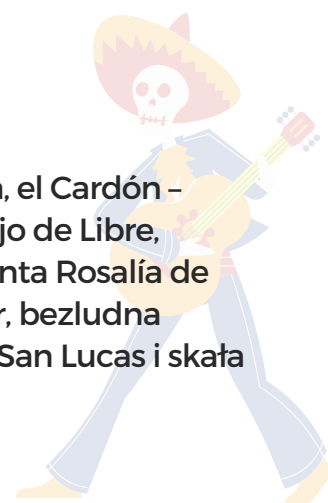 , el Cardón –
jo de Libre,
nta Rosalía de
, bezludna
San Lucas i skała